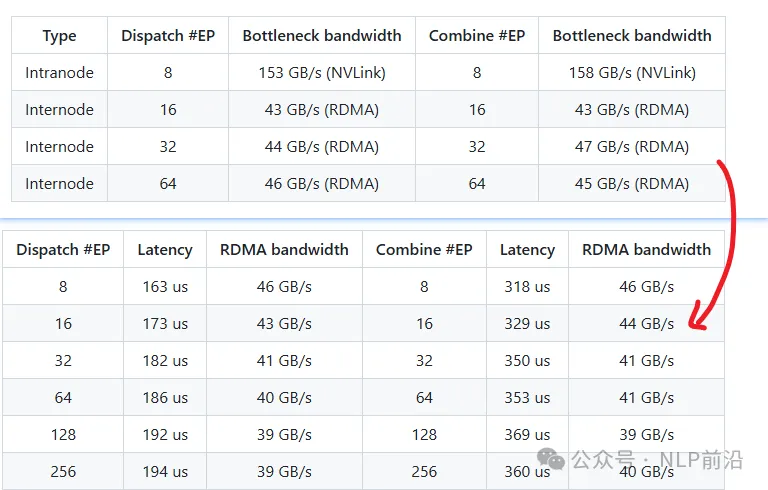 Type Dispatch #EP Bottleneck bandwidth Combine #EP Bottleneck bandwidth
Intranode 8 153 GB/s (NVLink) 8 158 GB/s (NVLink)
Internode 16 43 GB/s (RDMA) 16 43 GB/s (RDMA)
Internode 32 44 GB/s (RDMA) 32 47 GB/s (RDMA)
Internode 64 46 GB/s (RDMA) 64 45 GB/s (RDMA)
Dispatch #EP Latency RDMA bandwidth Combine #EP Latency RDMA bandwidth
8 163 us 46 GB/s 8 318 us 46 GB/s
16 173 us 43 GB/s 16 329 us 44 GB/s
32 182 us 41 GB/s 32 350 us 41 GB/s
64 186 us 40 GB/s 64 353 us 41 GB/s
128 192 us 39 GB/s 128 369 us 39 GB/s
256 194 us 39 GB/s 256 360 us 40 GB/s
公众号 · NLP前沿